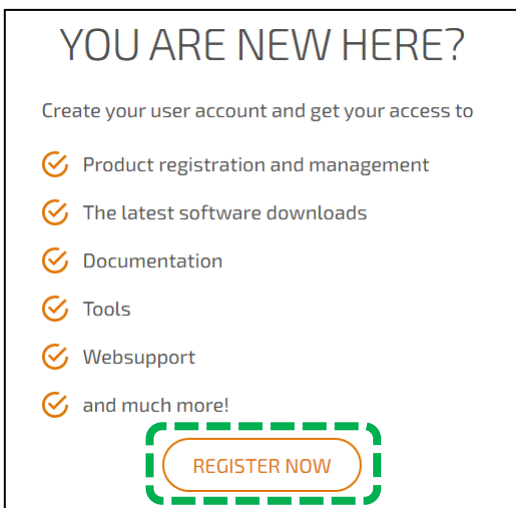 YOU ARE NEW HERE?
Create your user account and get your access to
Product registration and management
The latest software downloads
Documentation
Tools
Websupport
and much more!
REGISTER NOW